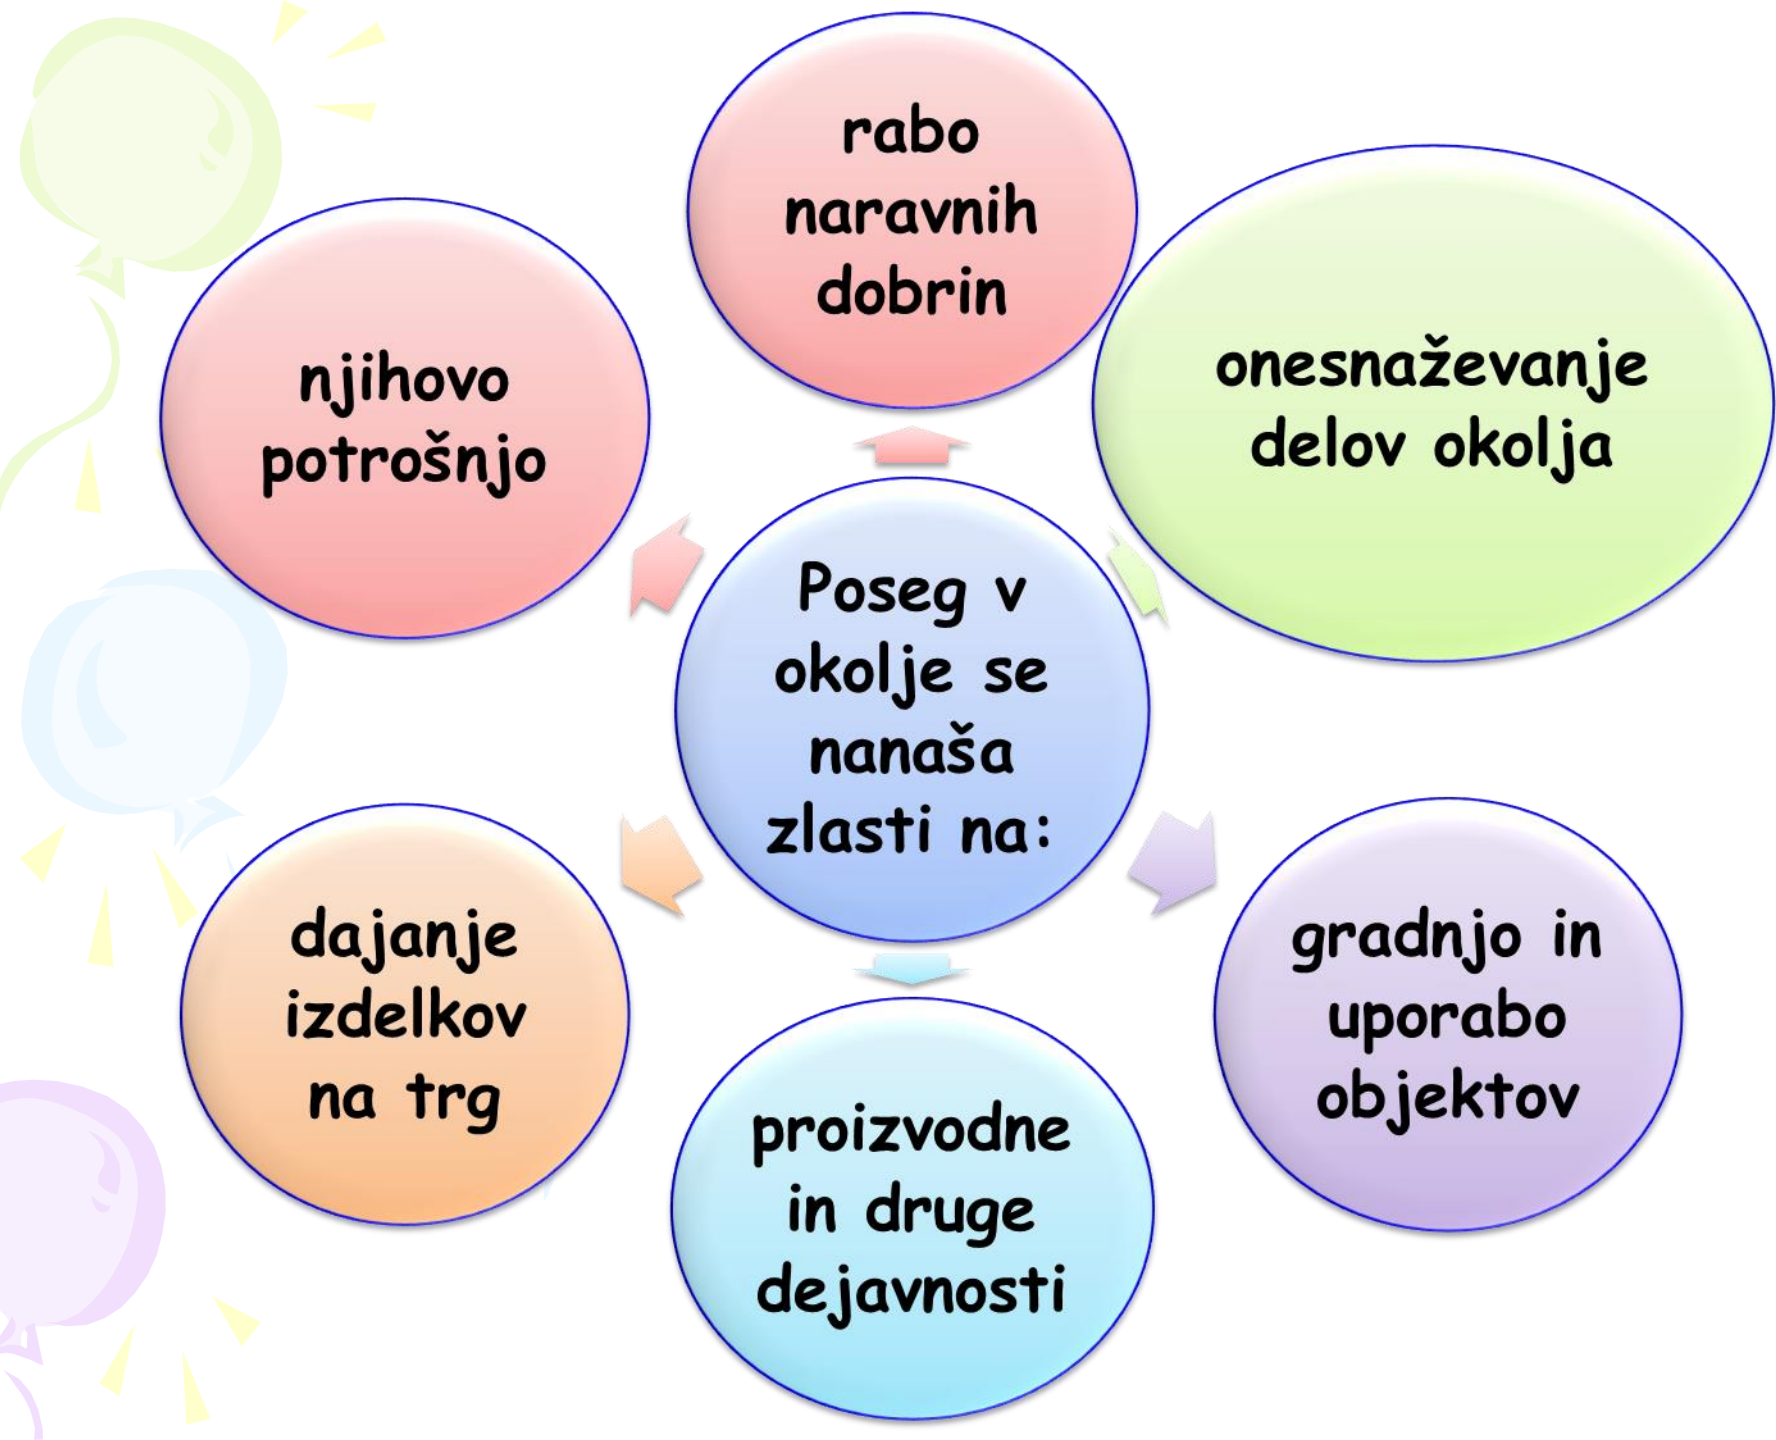 rabo
naravnih
dobrin
onesnaževanje
delov okolja
njihovo
potrošnjo
Poseg v
okolje se
nanaša
zlasti na:
gradnjo in
uporabo
objektov
dajanje
izdelkov
na trg
proizvodne
in druge
dejavnosti